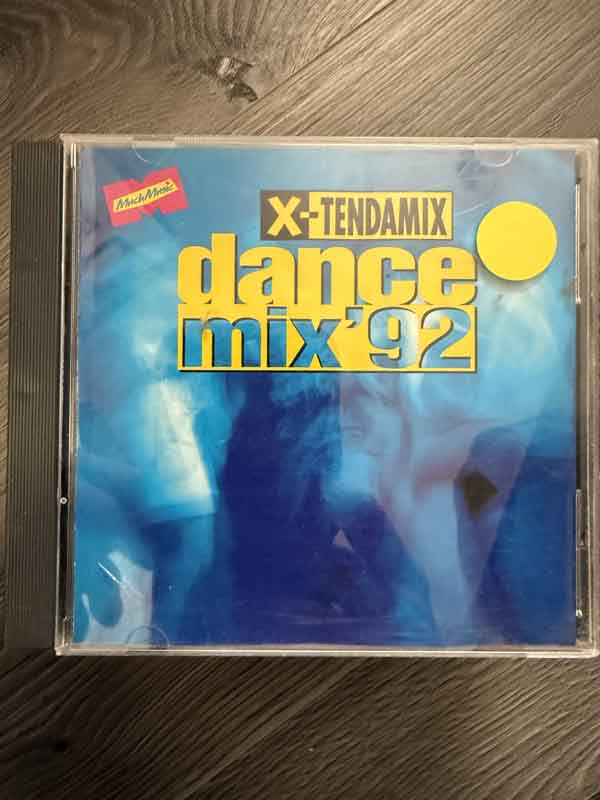 MuchMusic
X-TENDAMIX
dance
mix '92